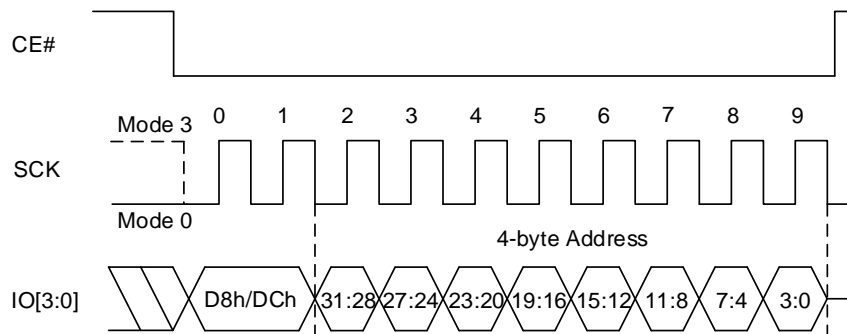 CE#
Mode 3
0 1 2 3 4 5 6 7 8 9
SCK
Mode 0
4-byte Address
IO[3:0]
D8h/DCh 31:28 27:24 23:20 19:16 15:12 11:8 7:4 3:0